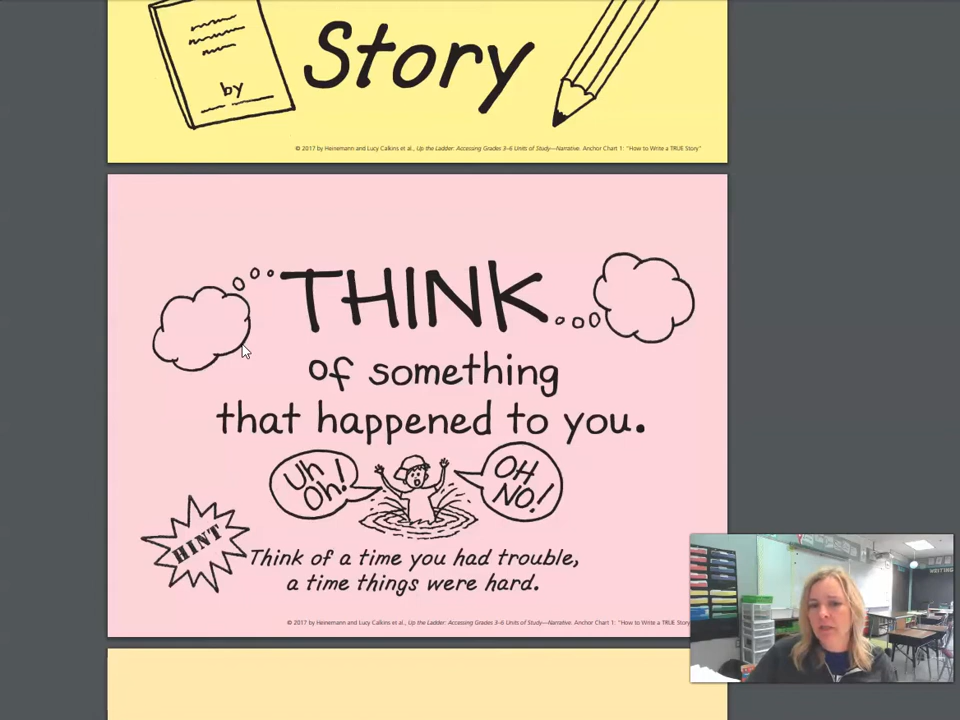 by
Story
© 2017 by Heinemann and Lucy Calkins et al., Up the Ladder: Accessing Grades 3–6 Units of Study—Narrative. Anchor Chart 1: "How to Write a TRUE Story"
THINK
of something
that happened to you.
Uh
Oh!
OH
NO!
HINT
Think of a time you had trouble,
a time things were hard.
© 2017 by Heinemann and Lucy Calkins et al., Up the Ladder: Accessing Grades 3–6 Units of Study—Narrative. Anchor Chart 1: "How to Write a TRUE Story
WRITING